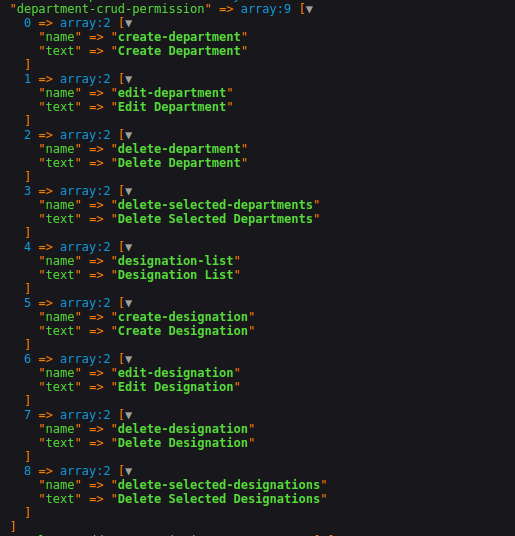 "department-crud-permission" => array:9 [▼
0 => array:2 [▼
"name" => "create-department"
"text" => "Create Department"
]
1 => array:2 [▼
"name" => "edit-department"
"text" => "Edit Department"
]
2 => array:2 [▼
"name" => "delete-department"
"text" => "Delete Department"
]
3 => array:2 [▼
"name" => "delete-selected-departments"
"text" => "Delete Selected Departments"
]
4 => array:2 [▼
"name" => "designation-list"
"text" => "Designation List"
]
5 => array:2 [▼
"name" => "create-designation"
"text" => "Create Designation"
]
6 => array:2 [▼
"name" => "edit-designation"
"text" => "Edit Designation"
]
7 => array:2 [▼
"name" => "delete-designation"
"text" => "Delete Designation"
]
8 => array:2 [▼
"name" => "delete-selected-designations"
"text" => "Delete Selected Designations"
]
]